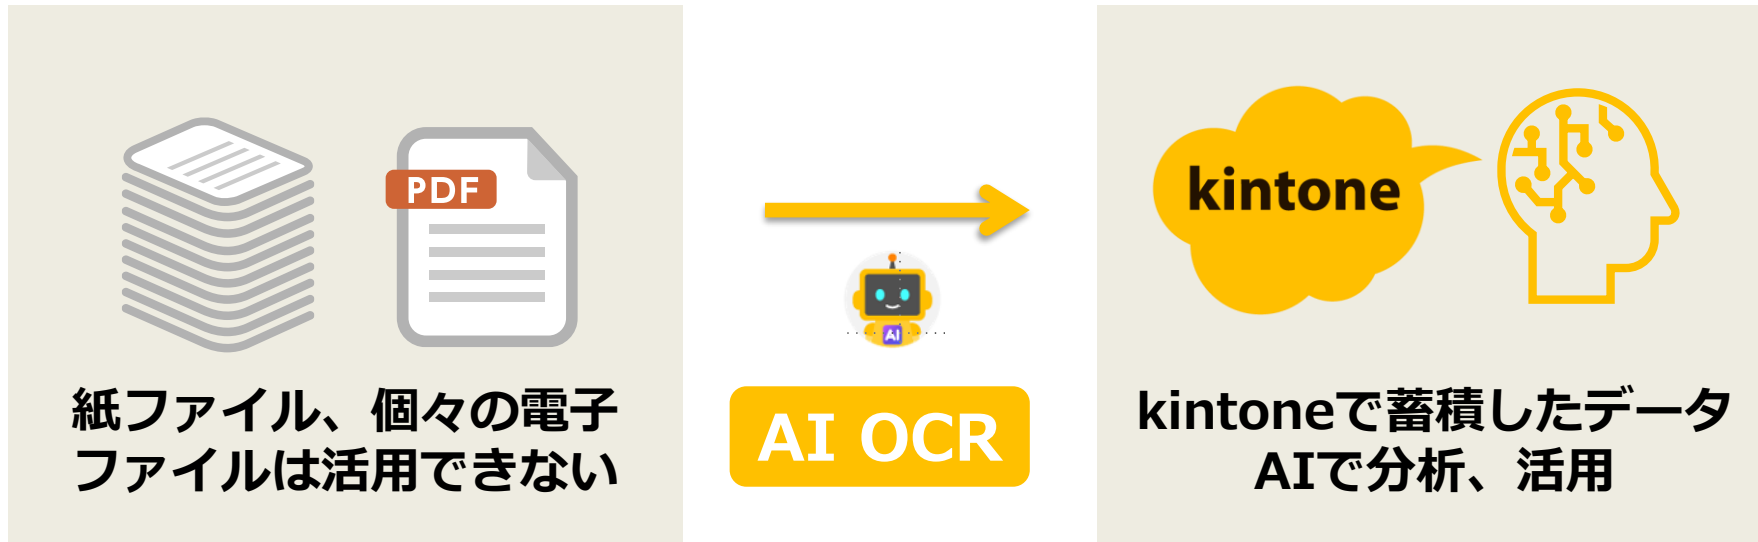 PDF
紙ファイル、個々の電子
ファイルは活用できない
AI
AI OCR
kintone
kintoneで蓄積したデータ
AIで分析、活用